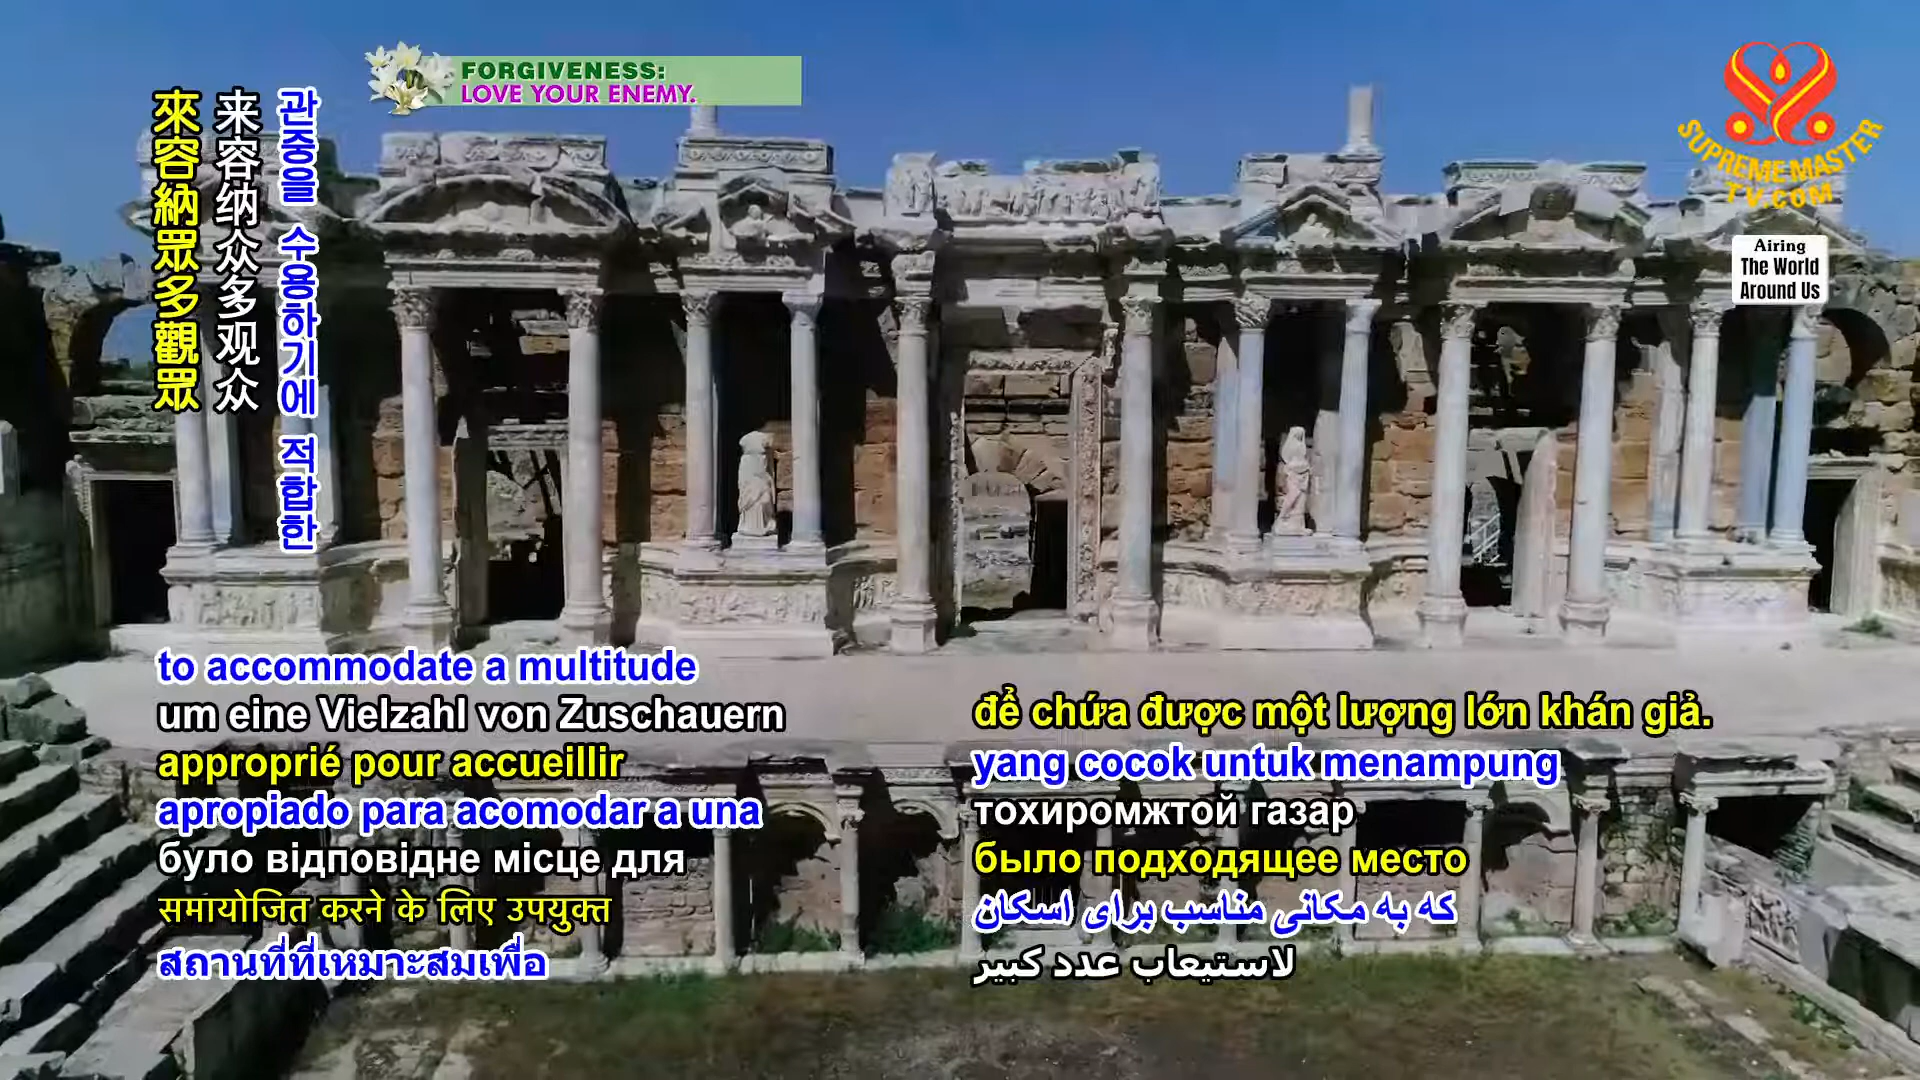 FORGIVENESS:
LOVE YOUR ENEMY.
SUPREME MASTER
TV.COM
Airing
The World
Around Us
來容納眾多觀眾
来容纳众多观众
관중을 수용하기에 적합한
to accommodate a multitude
um eine Vielzahl von Zuschauern
approprié pour accueillir
apropiado para acomodar a una
було відповідне місце для
समायोजित करने के लिए उपयुक्त
สถานที่ที่เหมาะสมเพื่อ
để chứa được một lượng lớn khán giả.
yang cocok untuk menampung
тохиромжтой газар
было подходящее место
که به مکانی مناسب برای اسکان
لاستيعاب عدد كبير